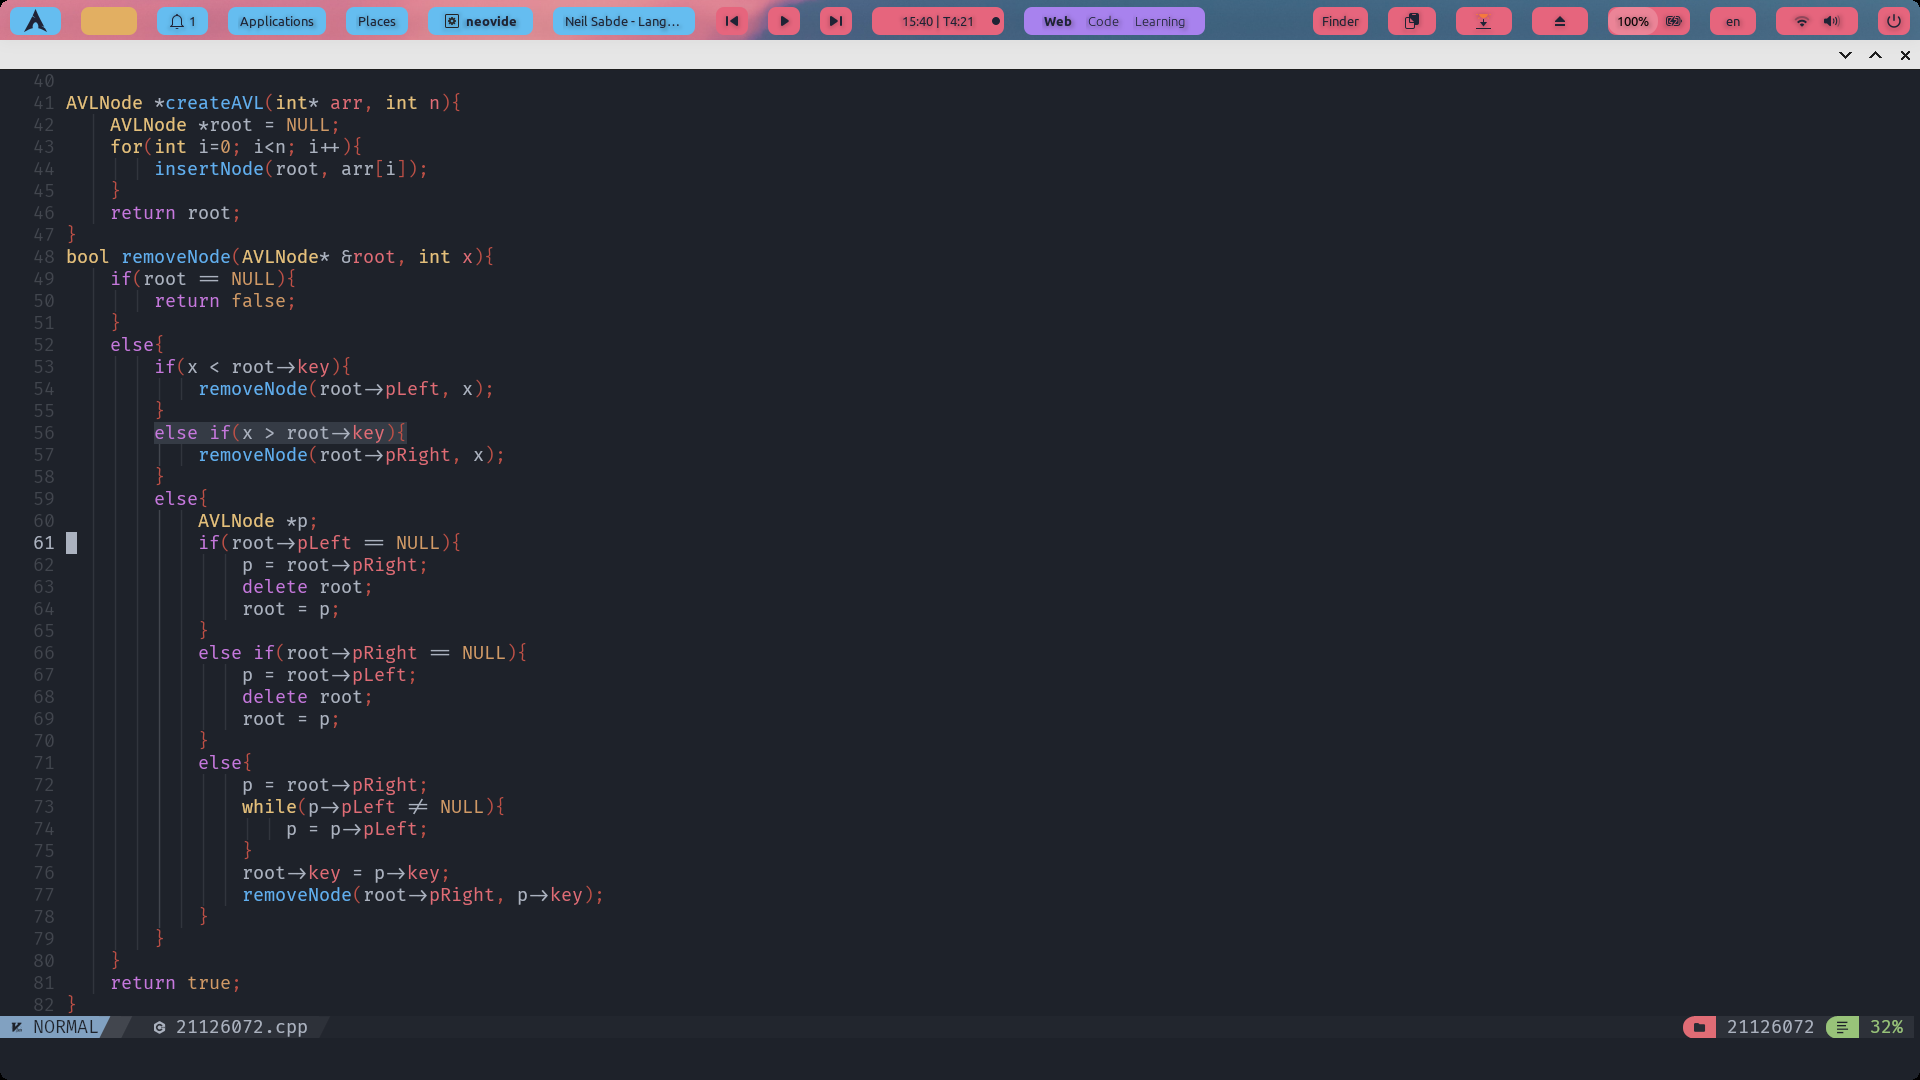 1 Applications Places neovide Neil Sabde - Lang... 15:40 | T4:21 Web Code Learning Finder 100% en
40
41 AVLNode *createAVL(int* arr, int n){
42 AVLNode *root = NULL;
43 for(int i=0; i<n; i++){
44 insertNode(root, arr[i]);
45 }
46 return root;
47 }
48 bool removeNode(AVLNode* &root, int x){
49 if(root == NULL){
50 return false;
51 }
52 else{
53 if(x < root->key){
54 removeNode(root->pLeft, x);
55 }
56 else if(x > root->key){
57 removeNode(root->pRight, x);
58 }
59 else{
60 AVLNode *p;
61 if(root->pLeft == NULL){
62 p = root->pRight;
63 delete root;
64 root = p;
65 }
66 else if(root->pRight == NULL){
67 p = root->pLeft;
68 delete root;
69 root = p;
70 }
71 else{
72 p = root->pRight;
73 while(p->pLeft != NULL){
74 p = p->pLeft;
75 }
76 root->key = p->key;
77 removeNode(root->pRight, p->key);
78 }
79 }
80 }
81 return true;
82 }
NORMAL 21126072.cpp 21126072 32%